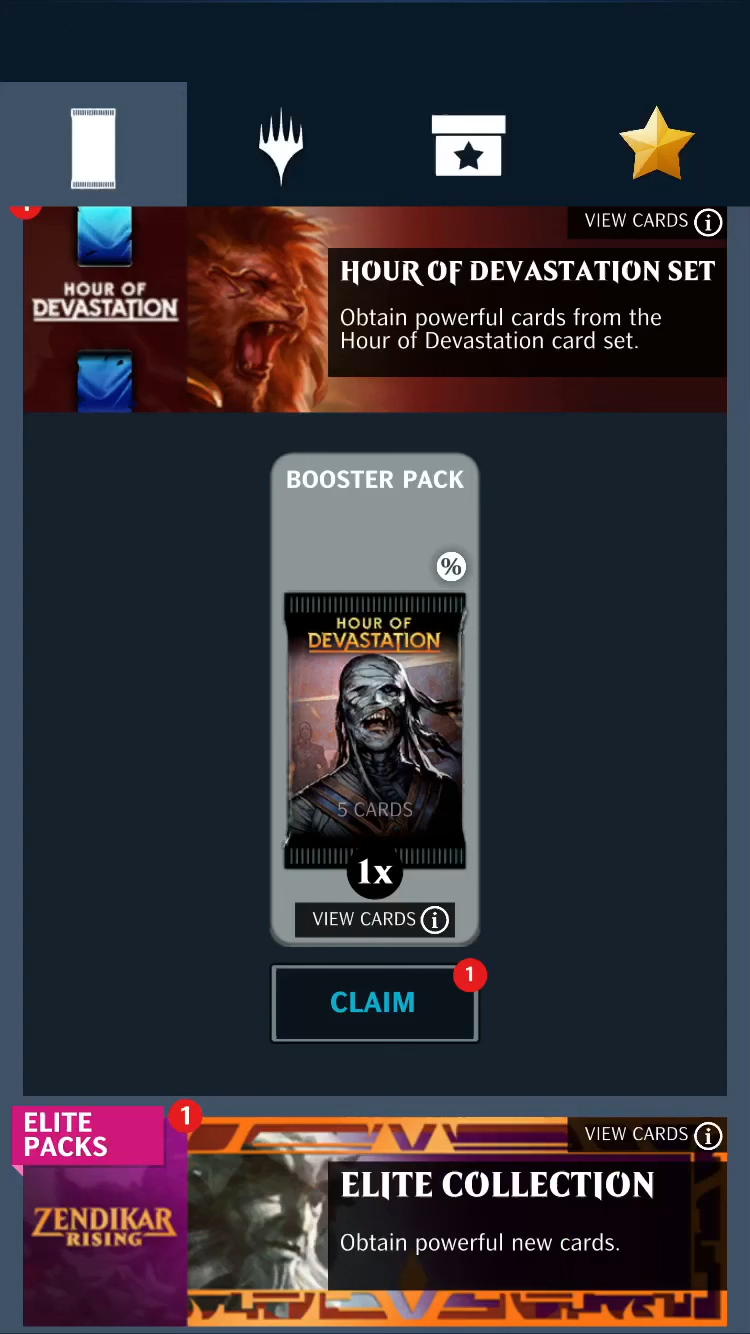 1
VIEW CARDS i
HOUR OF
DEVASTATION
HOUR OF DEVASTATION SET
Obtain powerful cards from the
Hour of Devastation card set.
BOOSTER PACK
%
HOUR OF
DEVASTATION
5 CARDS
1x
VIEW CARDS i
1
CLAIM
ELITE
PACKS
1
VIEW CARDS i
ZENDIKAR
RISING
ELITE COLLECTION
Obtain powerful new cards.